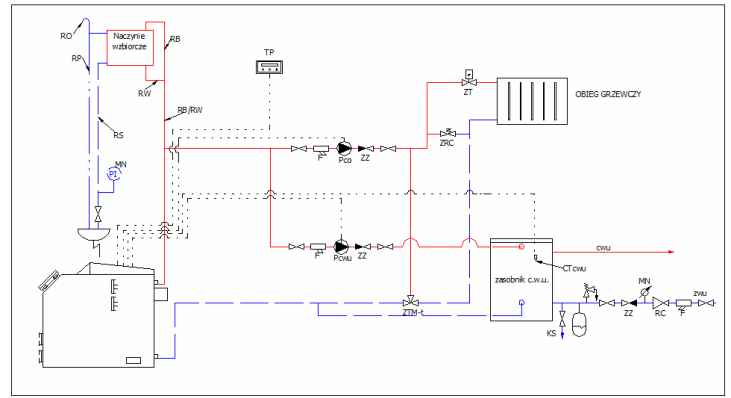 RO
Naczynie
wzbiorcze
RB
RP
TP
RW
ZT
OBIEG GRZEWCZY
RB/RW
RS
ZRC
MN
PI
F
Pco
ZZ
F
Pcwu
ZZ
cwu
CTcwu
zasobnik c.w.u.
MN
zwu
ZTM-t
KS
ZZ
RC
F